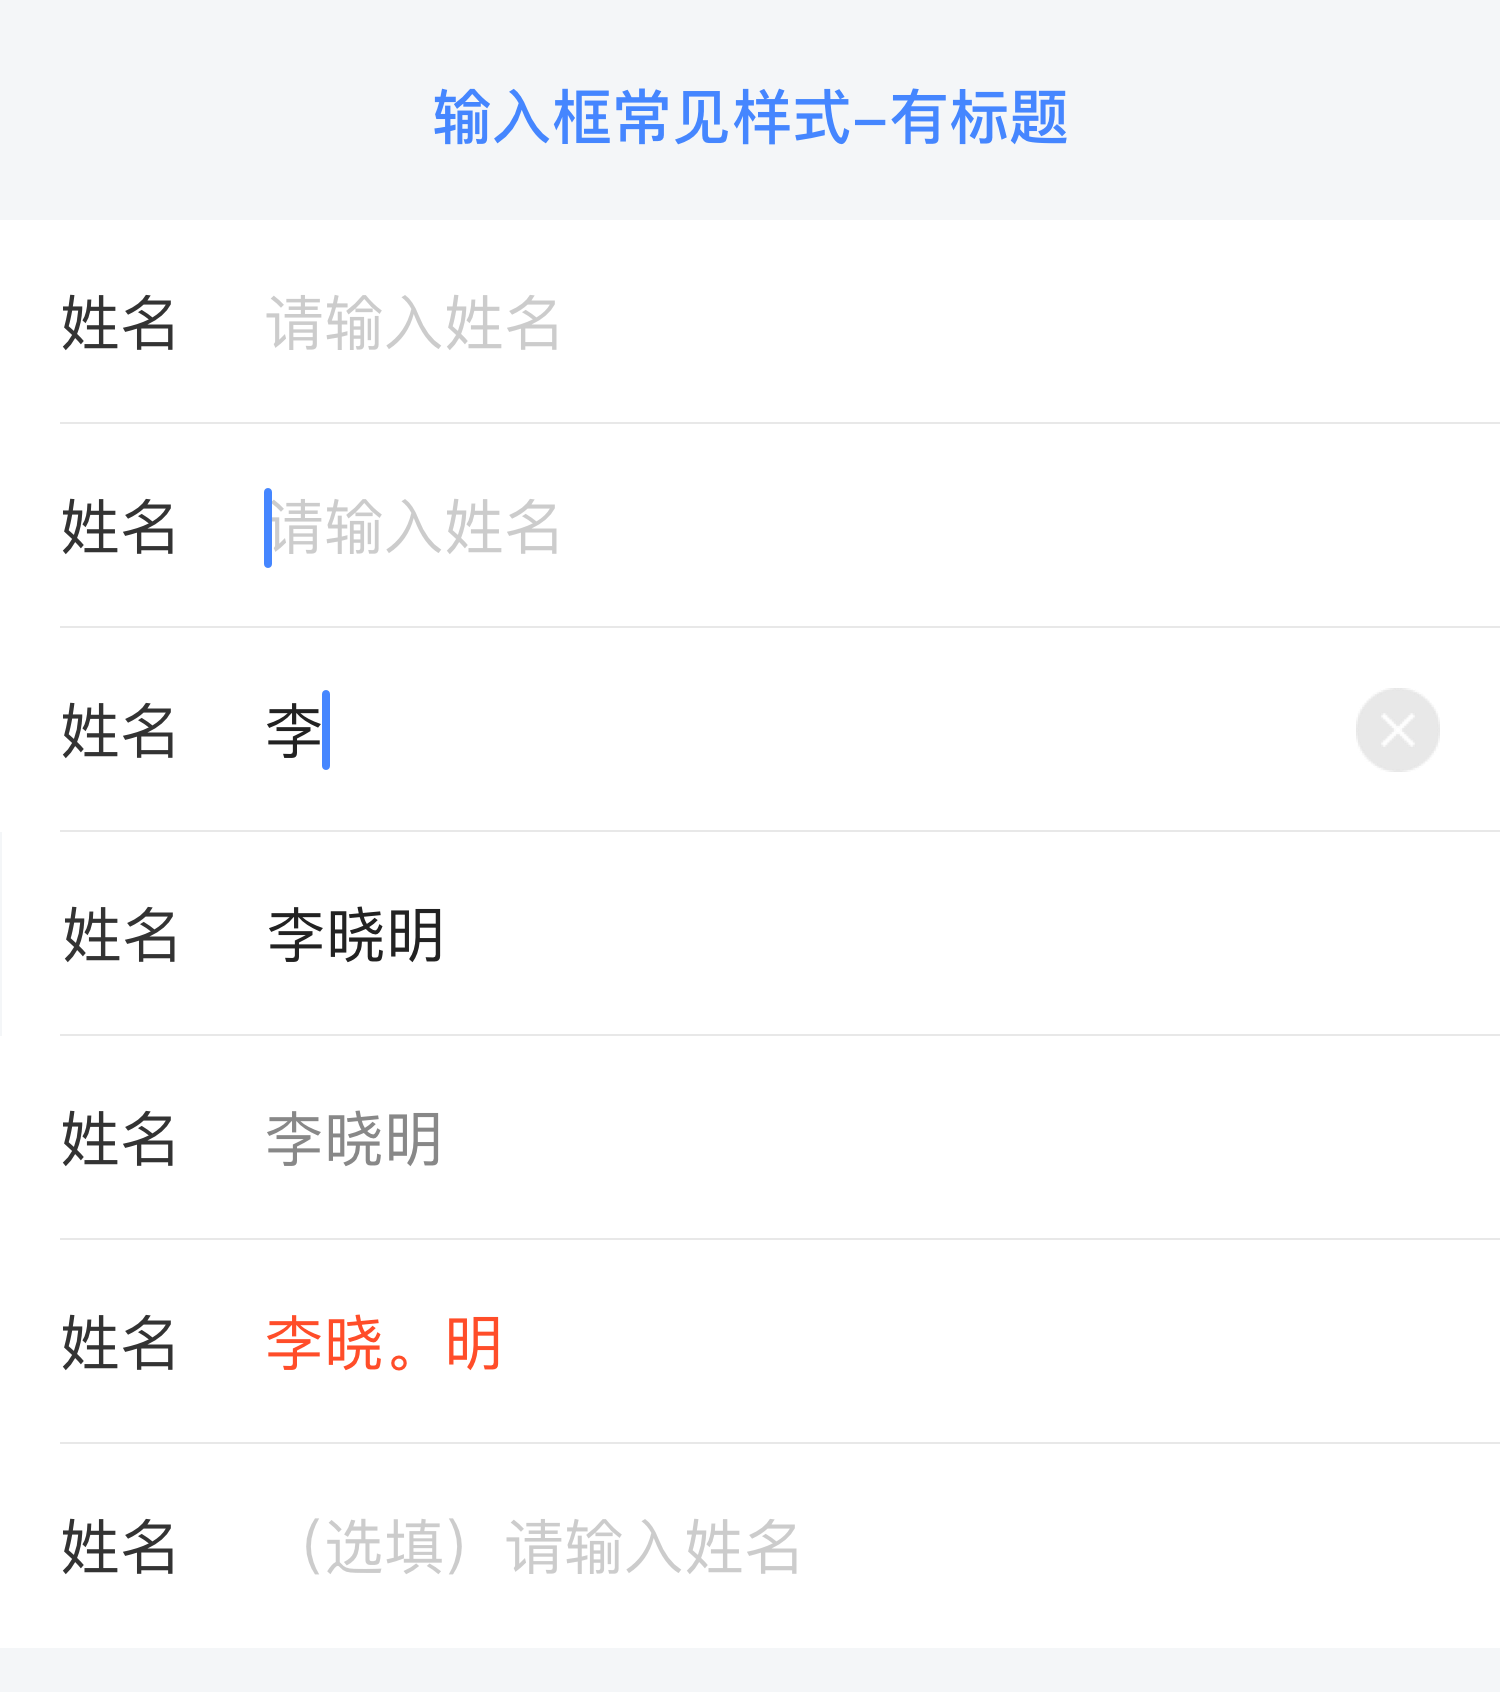 输入框常见样式–有标题
姓名 请输入姓名
姓名 请输入姓名
姓名 李
姓名 李晓明
姓名 李晓明
姓名 李晓。明
姓名 （选填）请输入姓名